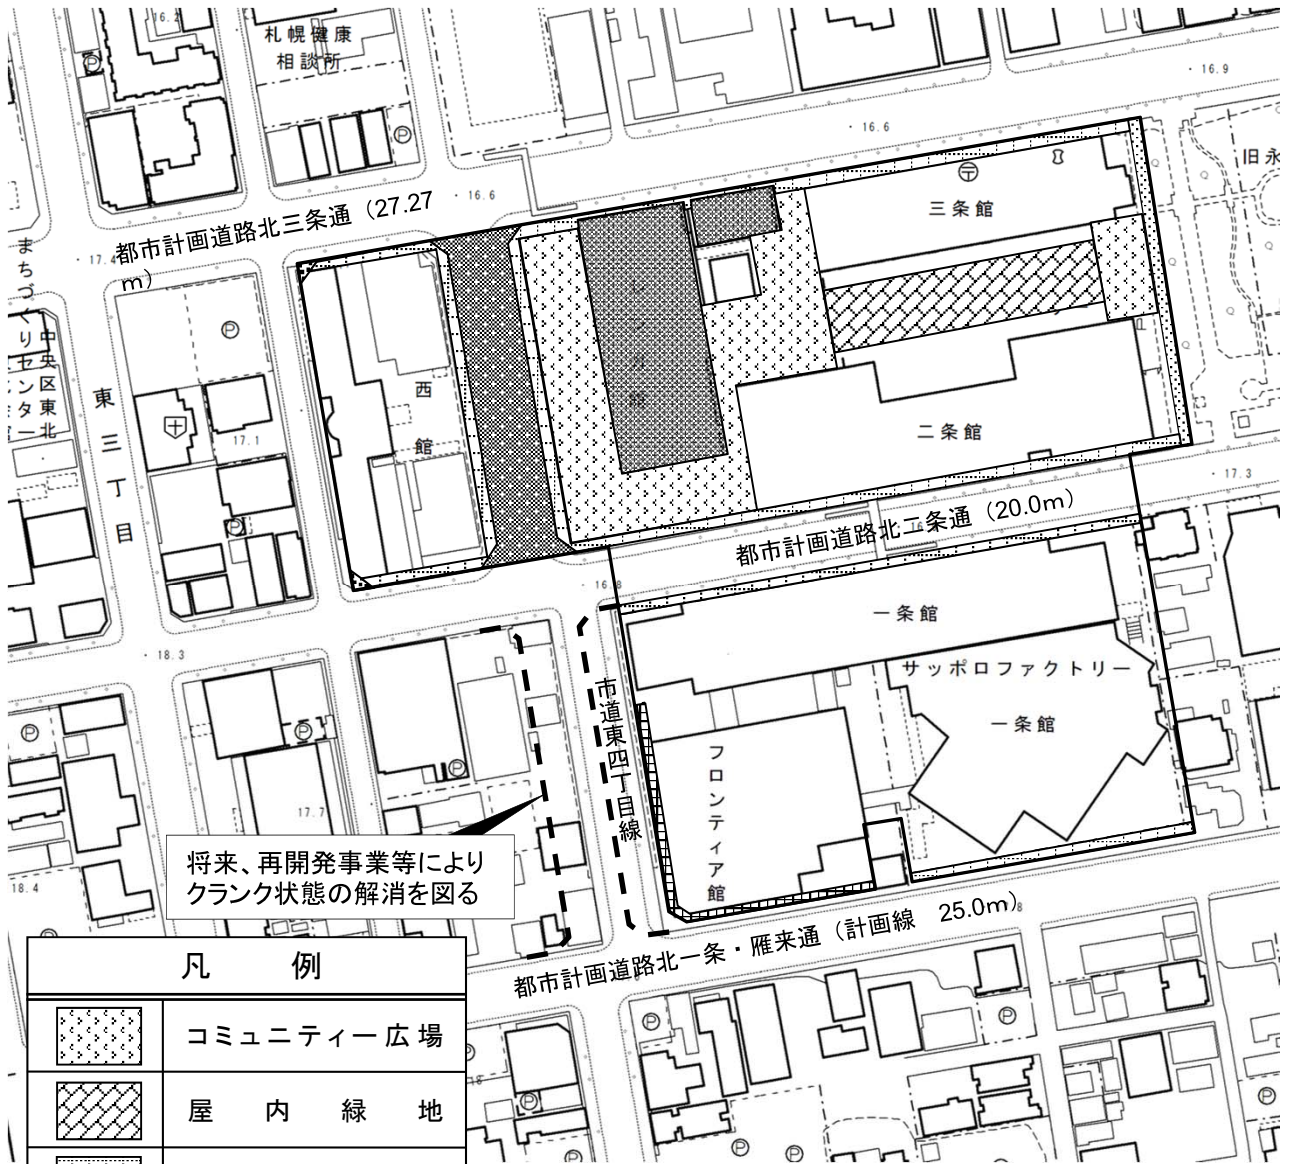 16.2
札幌健康
相談所
16.9
16.6
旧永
三条館
16.6
都市計画道路北三条通（27.27
m）
17.4
まちづくりセンター
中央区東北
東三丁目
17.1
西館
二条館
17.3
都市計画道路北二条通（20.0m）
16.8
一条館
18.3
サッポロファクトリー
一条館
市道東四丁目線
フロンティア館
17.7
将来、再開発事業等により
クランク状態の解消を図る
18.4
都市計画道路北一条・雁来通（計画線　25.0m）
凡　例
コミュニティー広場
屋内緑地